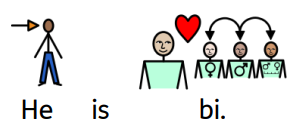 He is bi.